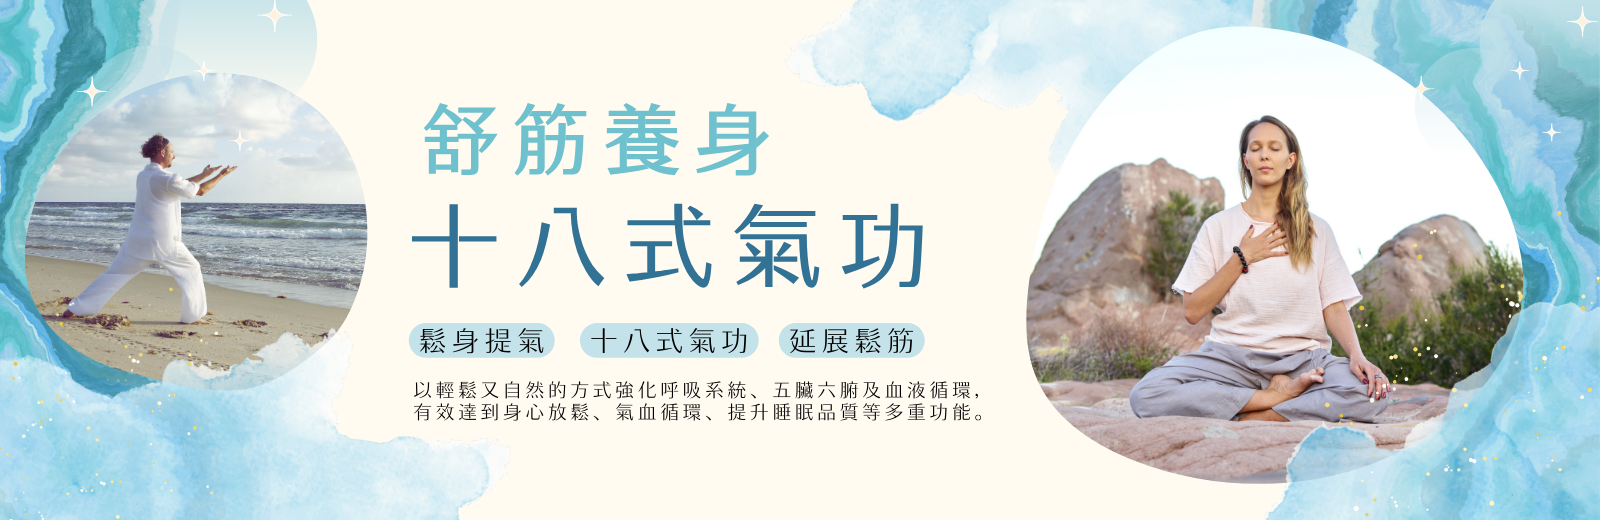 舒筋養身
十八式氣功
鬆身提氣 十八式氣功 延展鬆筋
以輕鬆又自然的方式強化呼吸系統、五臟六腑及血液循環，
有效達到身心放鬆、氣血循環、提升睡眠品質等多重功能。